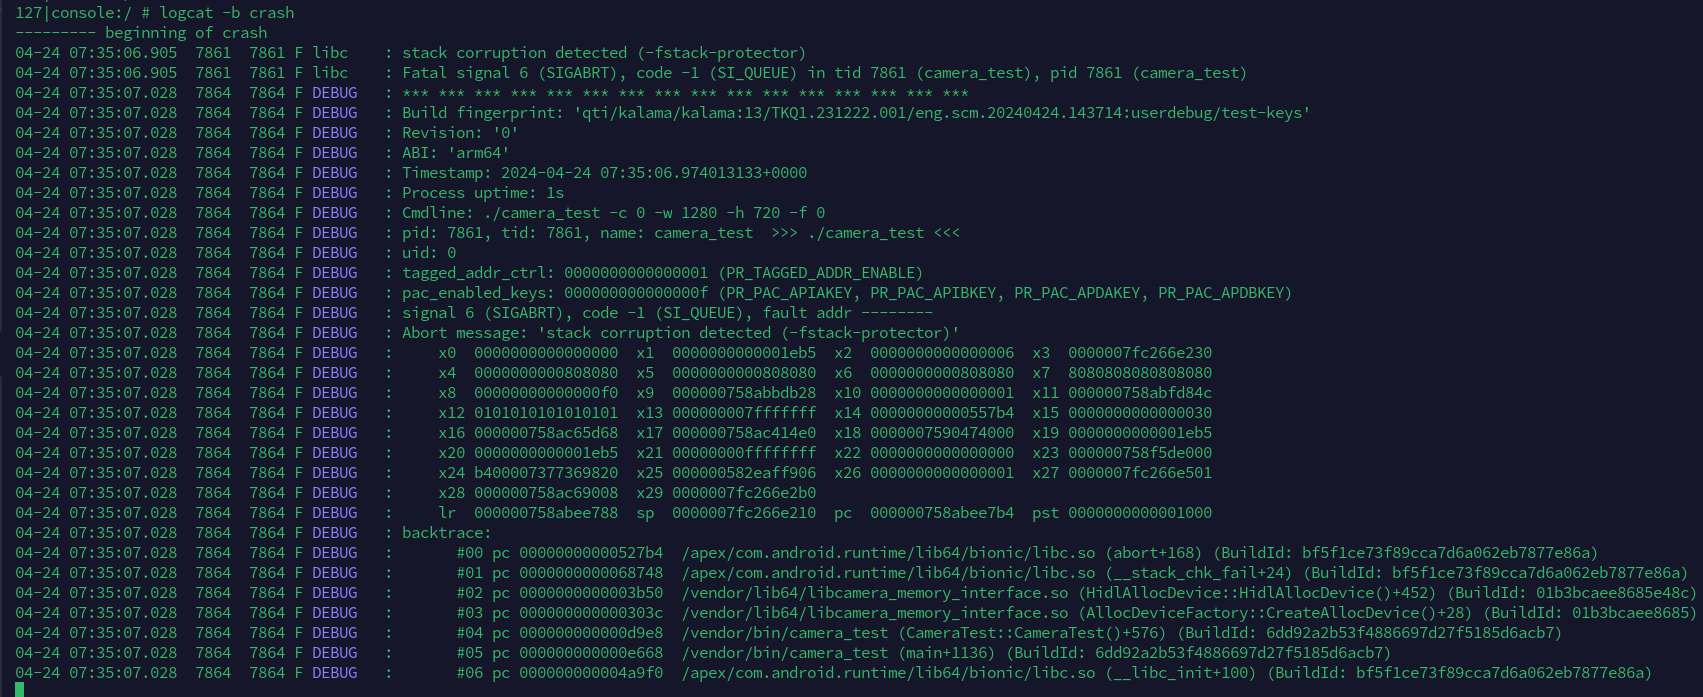 127|console:/ # logcat -b crash
--------- beginning of crash
04-24 07:35:06.905  7861  7861 F libc    : stack corruption detected (-fstack-protector)
04-24 07:35:06.905  7861  7861 F libc    : Fatal signal 6 (SIGABRT), code -1 (SI_QUEUE) in tid 7861 (camera_test), pid 7861 (camera_test)
04-24 07:35:07.028  7864  7864 F DEBUG   : *** *** *** *** *** *** *** *** *** *** *** *** *** *** *** ***
04-24 07:35:07.028  7864  7864 F DEBUG   : Build fingerprint: 'qti/kalama/kalama:13/TKQ1.231222.001/eng.scm.20240424.143714:userdebug/test-keys'
04-24 07:35:07.028  7864  7864 F DEBUG   : Revision: '0'
04-24 07:35:07.028  7864  7864 F DEBUG   : ABI: 'arm64'
04-24 07:35:07.028  7864  7864 F DEBUG   : Timestamp: 2024-04-24 07:35:06.974013133+0000
04-24 07:35:07.028  7864  7864 F DEBUG   : Process uptime: 1s
04-24 07:35:07.028  7864  7864 F DEBUG   : Cmdline: ./camera_test -c 0 -w 1280 -h 720 -f 0
04-24 07:35:07.028  7864  7864 F DEBUG   : pid: 7861, tid: 7861, name: camera_test  >>> ./camera_test <<<
04-24 07:35:07.028  7864  7864 F DEBUG   : uid: 0
04-24 07:35:07.028  7864  7864 F DEBUG   : tagged_addr_ctrl: 0000000000000001 (PR_TAGGED_ADDR_ENABLE)
04-24 07:35:07.028  7864  7864 F DEBUG   : pac_enabled_keys: 000000000000000f (PR_PAC_APIAKEY, PR_PAC_APIBKEY, PR_PAC_APDAKEY, PR_PAC_APDBKEY)
04-24 07:35:07.028  7864  7864 F DEBUG   : signal 6 (SIGABRT), code -1 (SI_QUEUE), fault addr --------
04-24 07:35:07.028  7864  7864 F DEBUG   : Abort message: 'stack corruption detected (-fstack-protector)'
04-24 07:35:07.028  7864  7864 F DEBUG   :     x0  0000000000000000  x1  0000000000001eb5  x2  0000000000000006  x3  0000007fc266e230
04-24 07:35:07.028  7864  7864 F DEBUG   :     x4  0000000000808080  x5  0000000000808080  x6  0000000000808080  x7  8080808080808080
04-24 07:35:07.028  7864  7864 F DEBUG   :     x8  00000000000000f0  x9  000000758abbdb28  x10 0000000000000001  x11 000000758abfd84c
04-24 07:35:07.028  7864  7864 F DEBUG   :     x12 0101010101010101  x13 000000007fffffff  x14 00000000000557b4  x15 0000000000000030
04-24 07:35:07.028  7864  7864 F DEBUG   :     x16 000000758ac65d68  x17 000000758ac414e0  x18 0000007590474000  x19 0000000000001eb5
04-24 07:35:07.028  7864  7864 F DEBUG   :     x20 0000000000001eb5  x21 00000000ffffffff  x22 0000000000000000  x23 000000758f5de000
04-24 07:35:07.028  7864  7864 F DEBUG   :     x24 b400007377369820  x25 000000582eaff906  x26 0000000000000001  x27 0000007fc266e501
04-24 07:35:07.028  7864  7864 F DEBUG   :     x28 000000758ac69008  x29 0000007fc266e2b0
04-24 07:35:07.028  7864  7864 F DEBUG   :     lr  000000758abee788  sp  0000007fc266e210  pc  000000758abee7b4  pst 0000000000001000
04-24 07:35:07.028  7864  7864 F DEBUG   : backtrace:
04-24 07:35:07.028  7864  7864 F DEBUG   :       #00 pc 00000000000527b4  /apex/com.android.runtime/lib64/bionic/libc.so (abort+168) (BuildId: bf5f1ce73f89cca7d6a062eb7877e86a)
04-24 07:35:07.028  7864  7864 F DEBUG   :       #01 pc 0000000000068748  /apex/com.android.runtime/lib64/bionic/libc.so (__stack_chk_fail+24) (BuildId: bf5f1ce73f89cca7d6a062eb7877e86a)
04-24 07:35:07.028  7864  7864 F DEBUG   :       #02 pc 0000000000003b50  /vendor/lib64/libcamera_memory_interface.so (HidlAllocDevice::HidlAllocDevice()+452) (BuildId: 01b3bcaee8685e48c)
04-24 07:35:07.028  7864  7864 F DEBUG   :       #03 pc 000000000000303c  /vendor/lib64/libcamera_memory_interface.so (AllocDeviceFactory::CreateAllocDevice()+28) (BuildId: 01b3bcaee8685)
04-24 07:35:07.028  7864  7864 F DEBUG   :       #04 pc 000000000000d9e8  /vendor/bin/camera_test (CameraTest::CameraTest()+576) (BuildId: 6dd92a2b53f4886697d27f5185d6acb7)
04-24 07:35:07.028  7864  7864 F DEBUG   :       #05 pc 000000000000e668  /vendor/bin/camera_test (main+1136) (BuildId: 6dd92a2b53f4886697d27f5185d6acb7)
04-24 07:35:07.028  7864  7864 F DEBUG   :       #06 pc 000000000004a9f0  /apex/com.android.runtime/lib64/bionic/libc.so (__libc_init+100) (BuildId: bf5f1ce73f89cca7d6a062eb7877e86a)